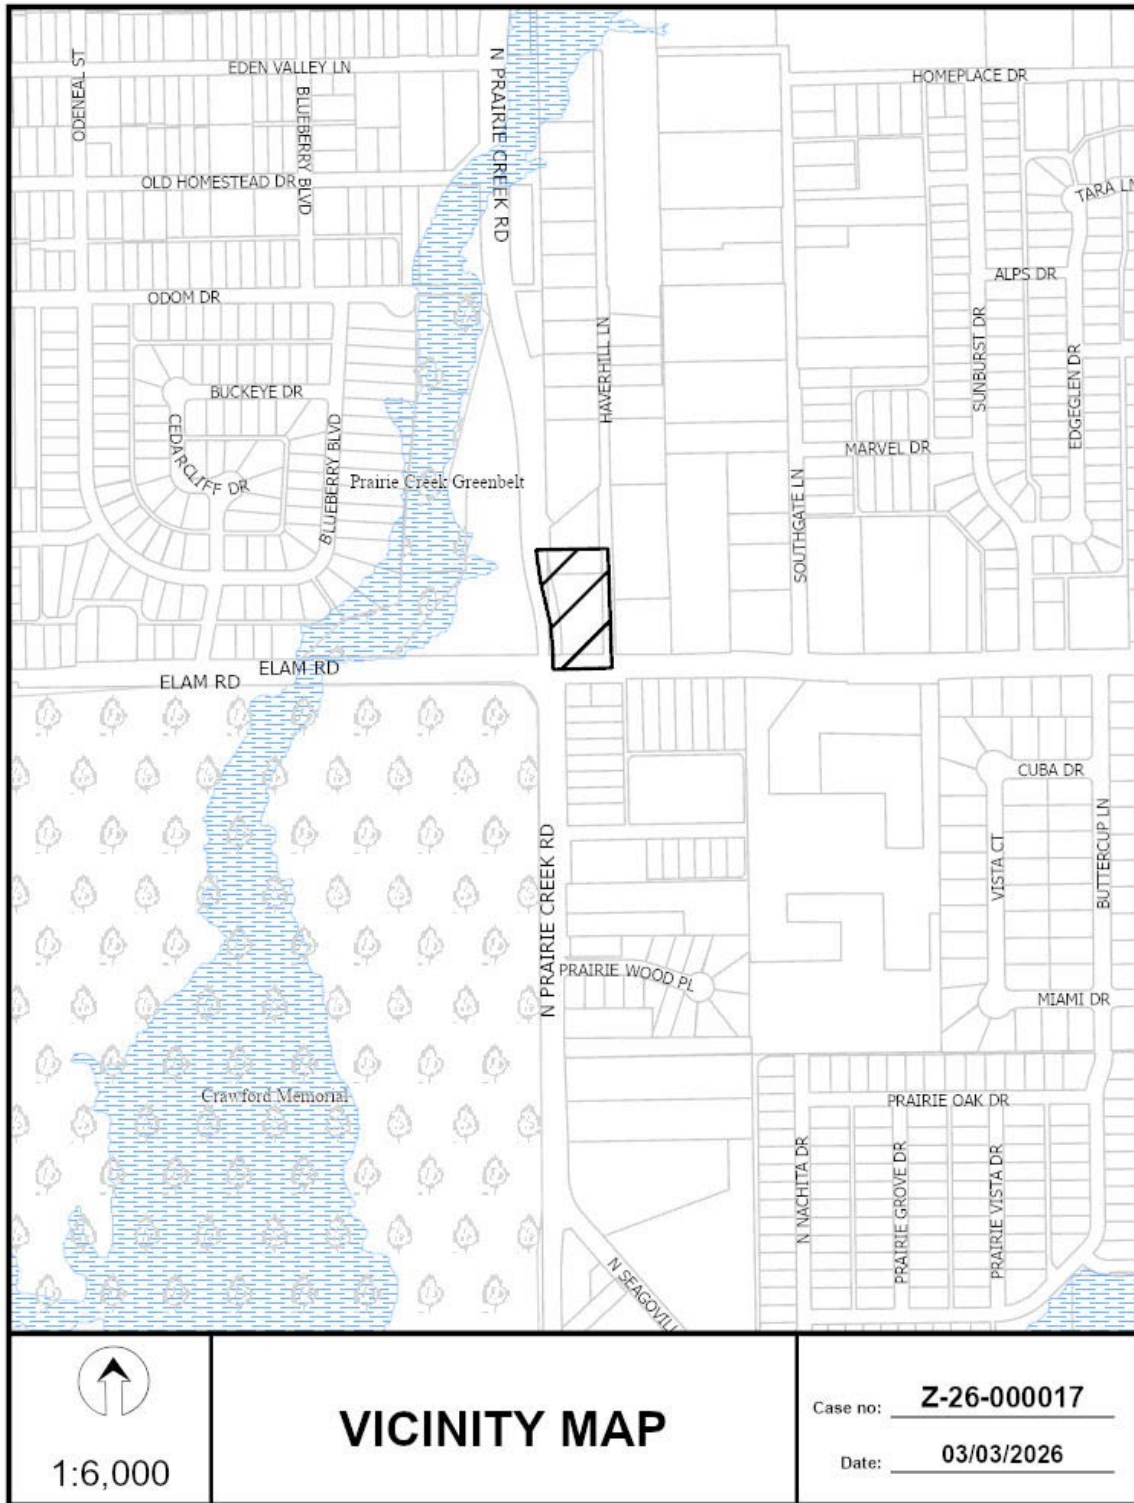 EDEN VALLEY LN
ODENEAL ST
BLUEBERRY BLVD
N PRAIRIE CREEK RD
HOMEPLACE DR
OLD HOMESTEAD DR
TARA LN
ALPS DR
ODOM DR
HAVERHILL LN
SUNBURST DR
EDGEGLEN DR
BUCKEYE DR
CEDARCLIFF DR
BLUEBERRY BLVD
MARVEL DR
Prairie Creek Greenbelt
SOUTHGATE LN
ELAM RD
ELAM RD
CUBA DR
BUTTERCUP LN
VISTA CT
N PRAIRIE CREEK RD
PRAIRIE WOOD PL
MIAMI DR
Crawford Memorial
PRAIRIE OAK DR
N NACHITA DR
PRAIRIE GROVE DR
PRAIRIE VISTA DR
N SEAGOVILL
1:6,000
VICINITY MAP
Case no: Z-26-000017
Date: 03/03/2026